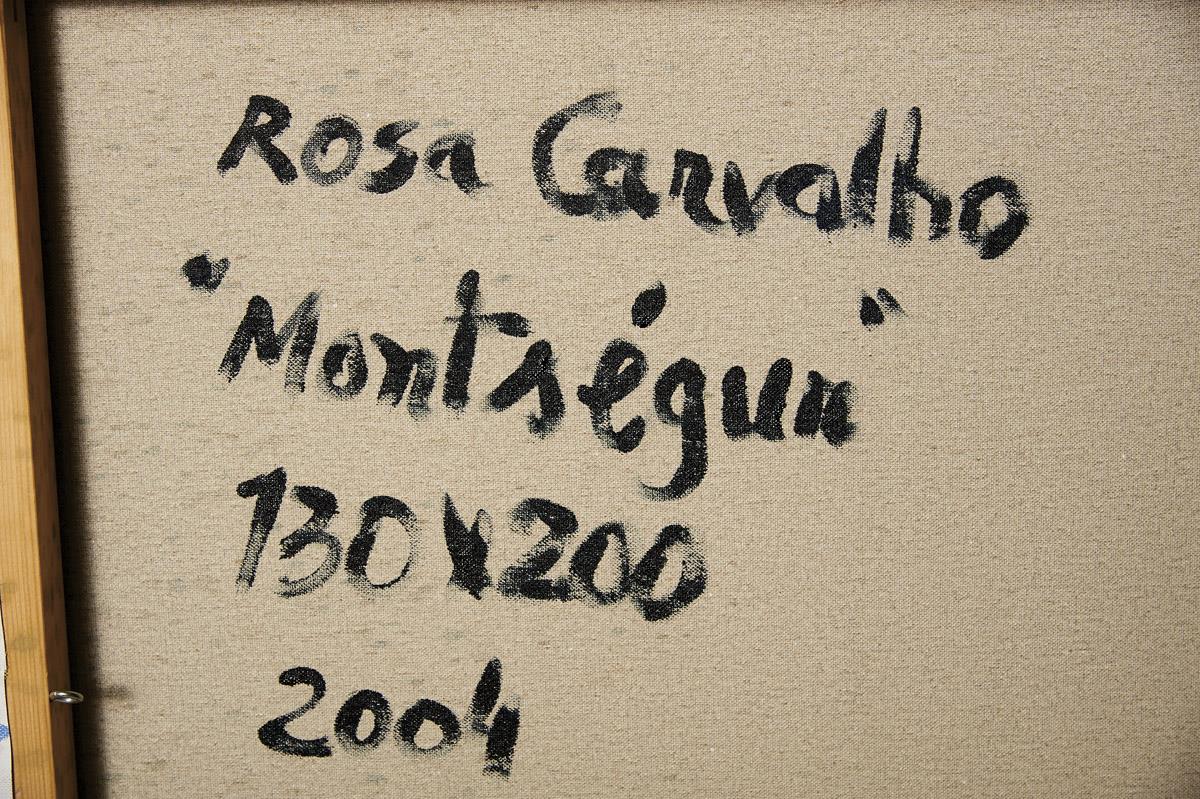 Rosa Carvalho
"Montségur"
130x200
2004